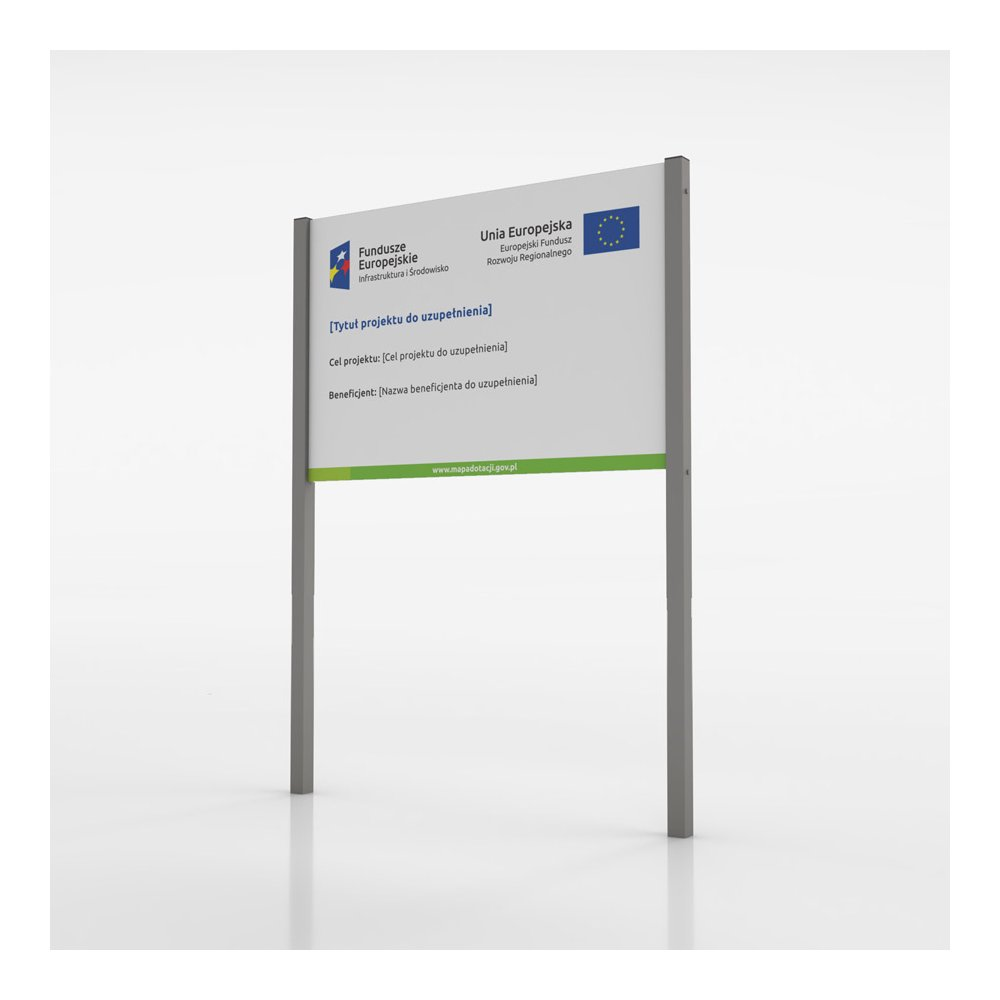 Fundusze
Europejskie
Infrastruktura i Środowisko
Unia Europejska
Europejski Fundusz
Rozwoju Regionalnego
[Tytuł projektu do uzupełnienia]
Cel projektu: [Cel projektu do uzupełnienia]
Beneficjent: [Nazwa beneficjenta do uzupełnienia]
www.mapadotacji.gov.pl